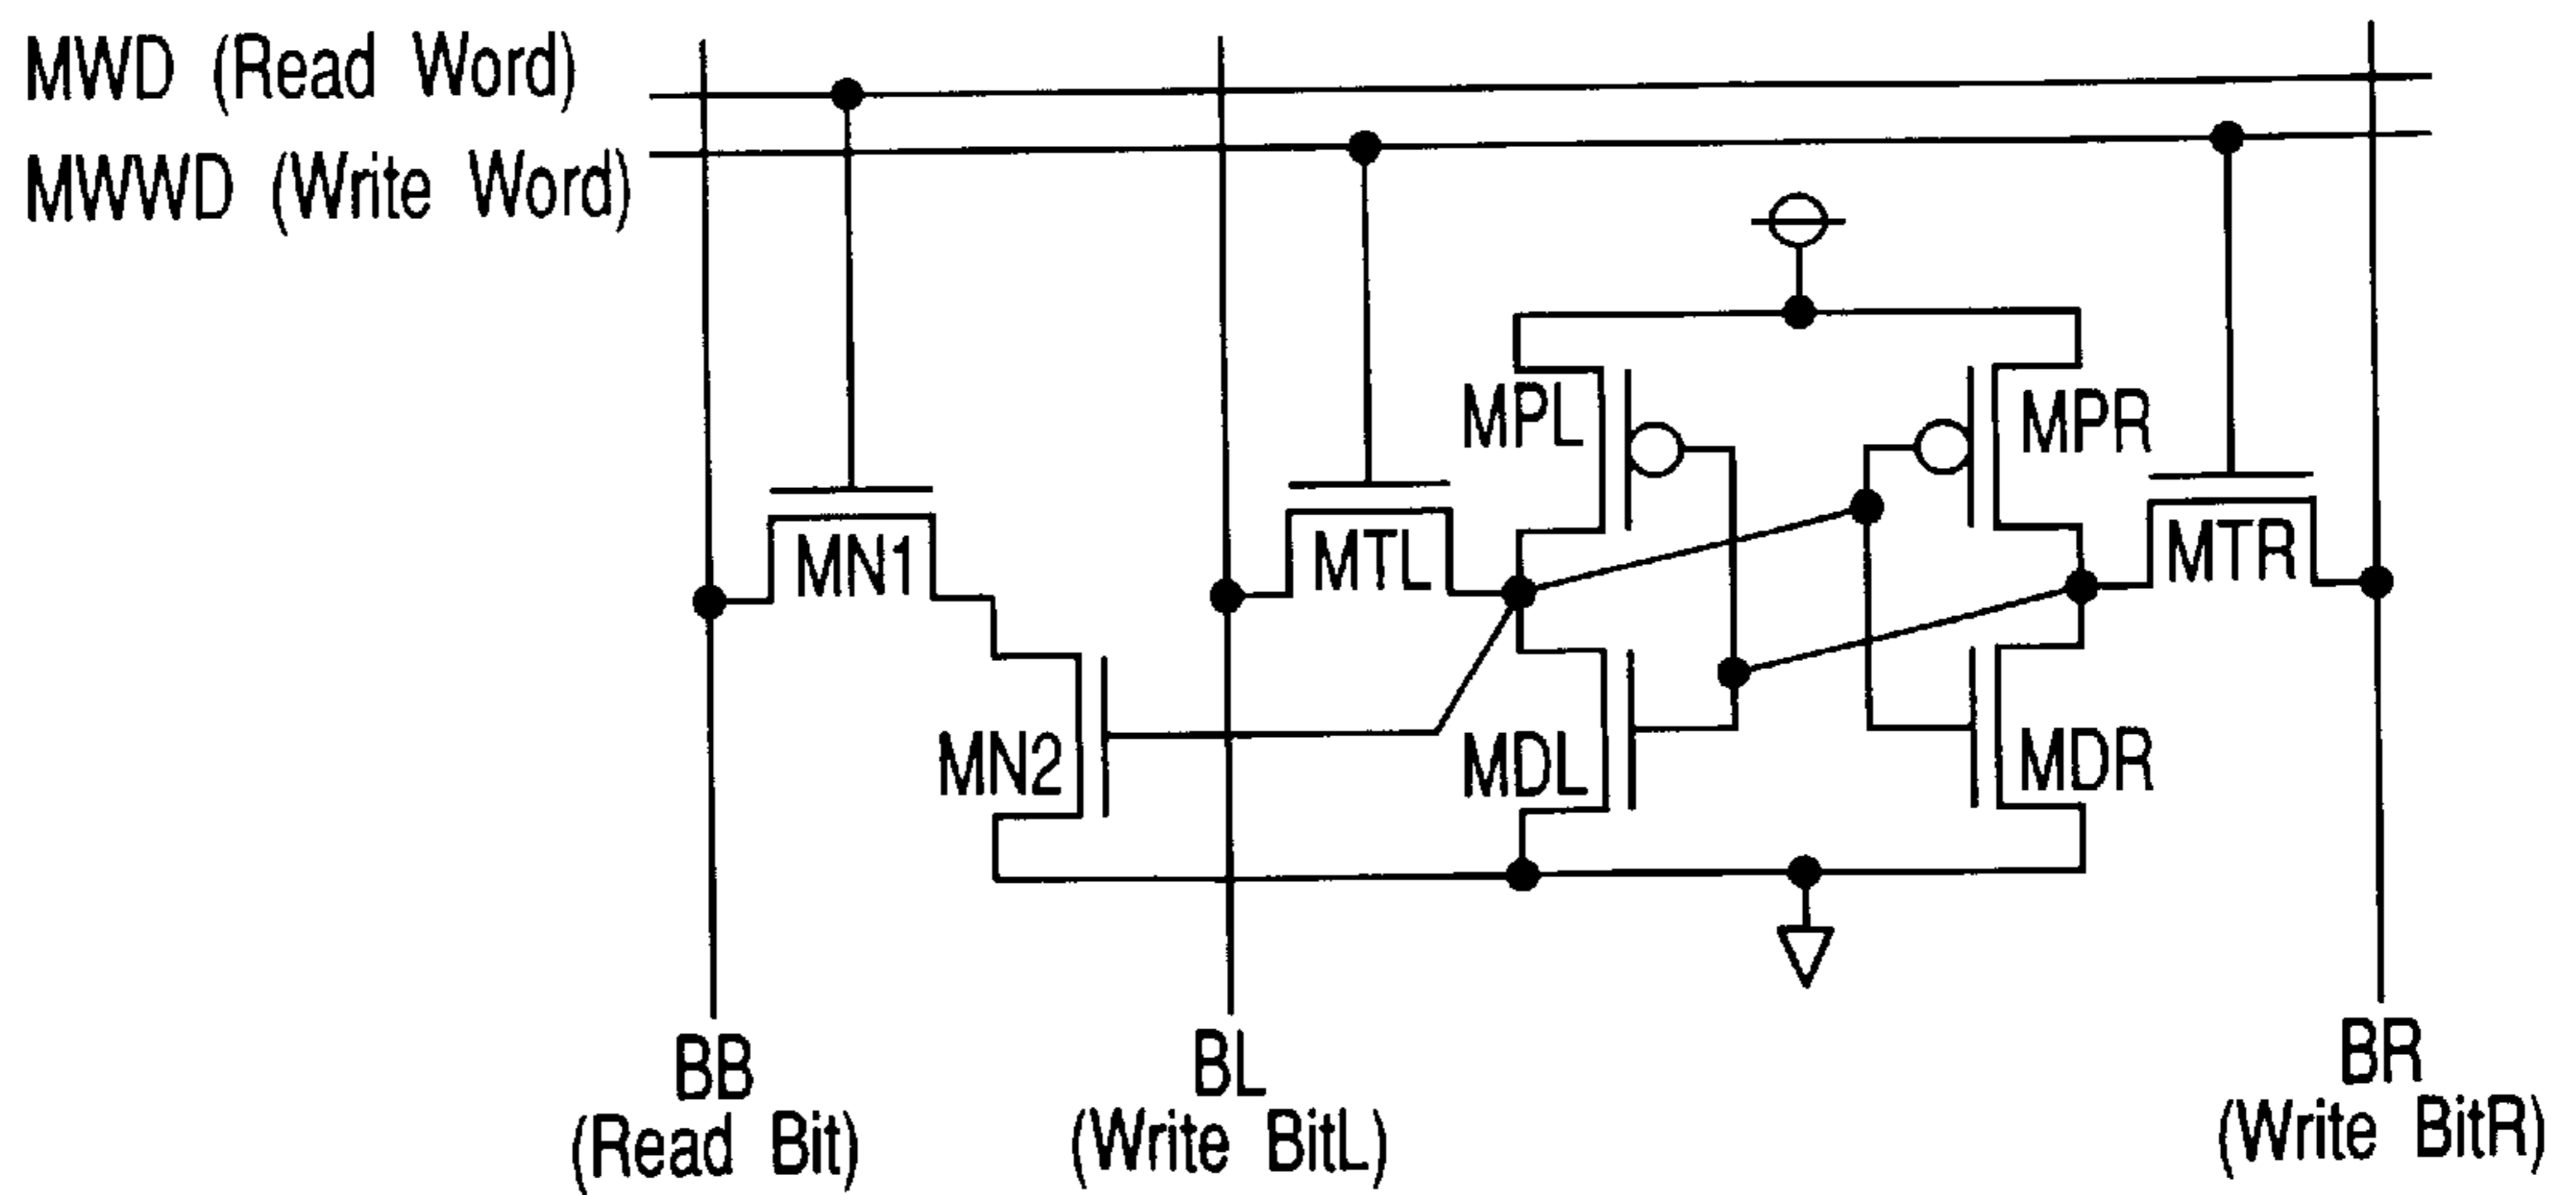 MWD (Read Word)
MWWD (Write Word)
MPL
MPR
MN1
MTL
MTR
MN2
MDL
MDR
BB
(Read Bit)
BL
(Write BitL)
BR
(Write BitR)